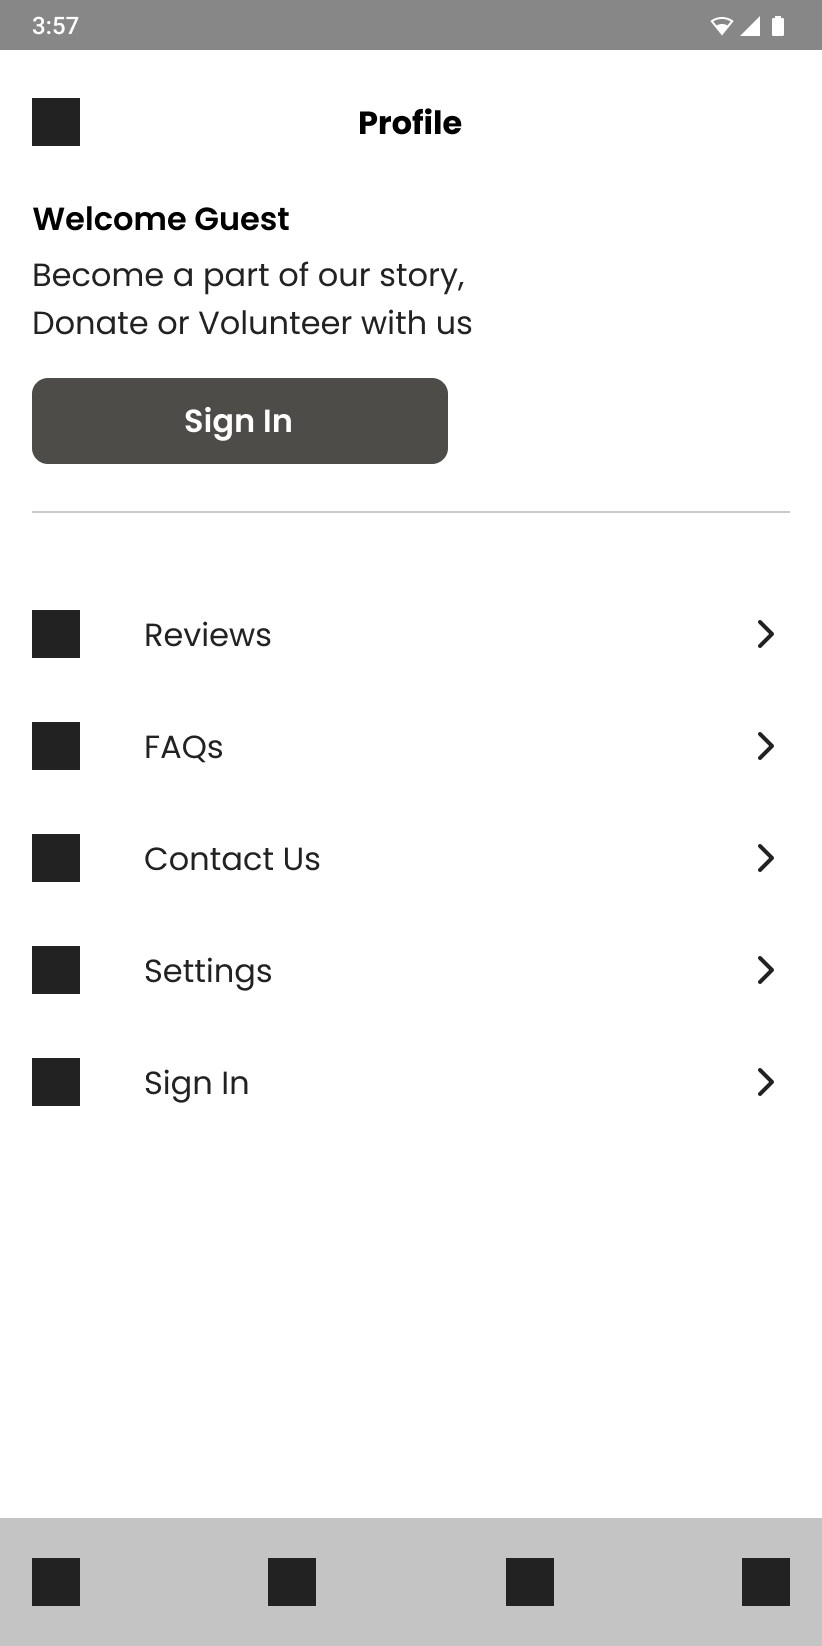 3:57
Profile
Welcome Guest
Become a part of our story,
Donate or Volunteer with us
Sign In
Reviews
FAQs
Contact Us
Settings
Sign In